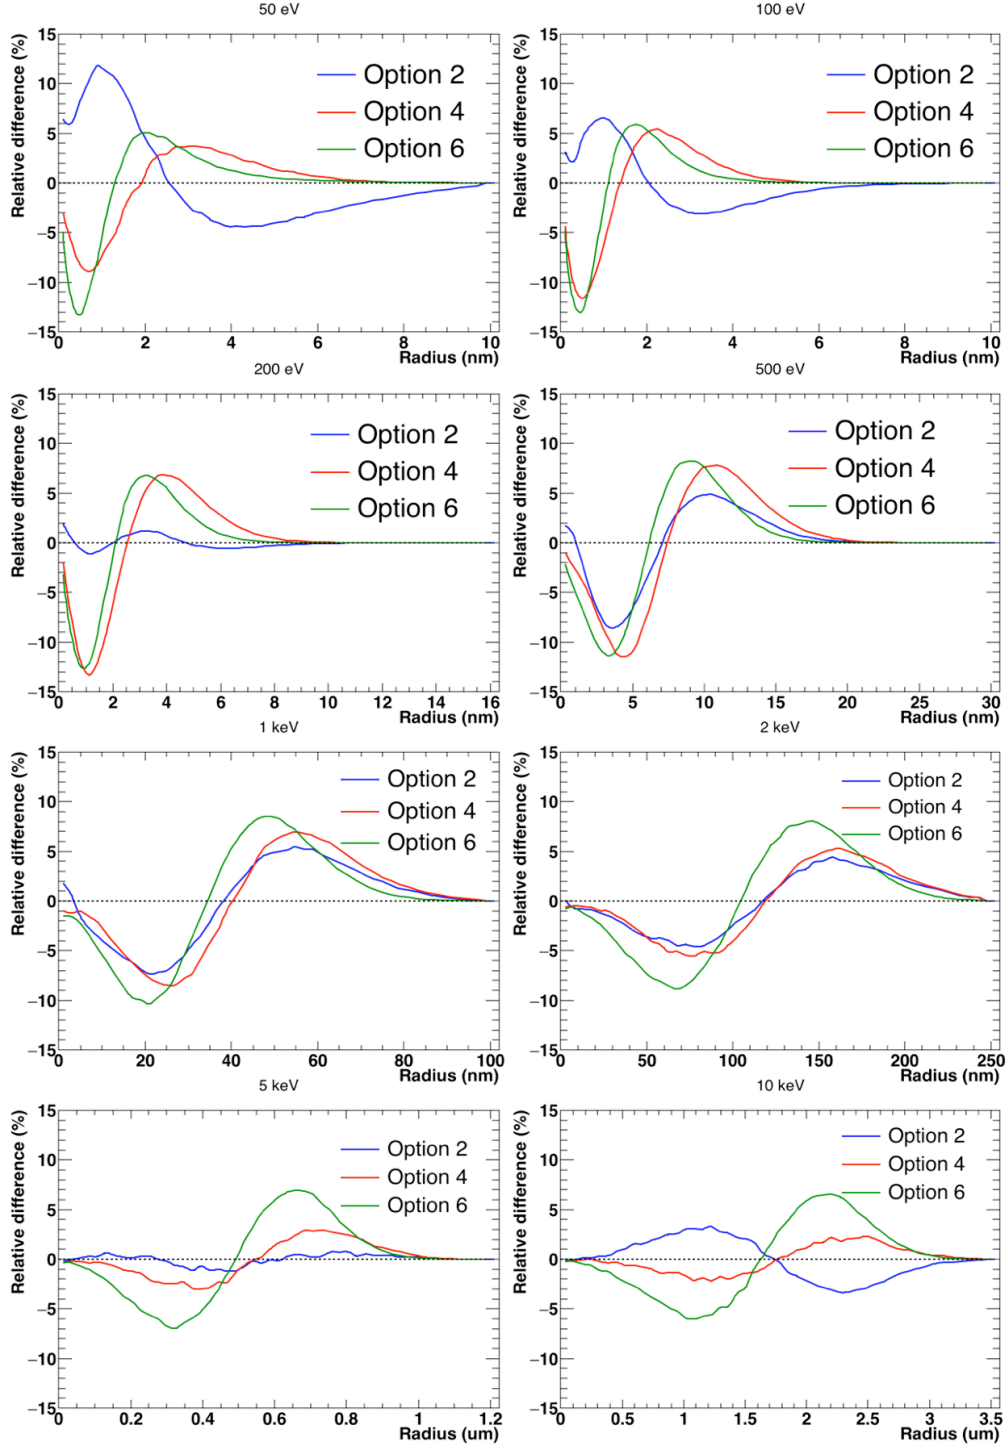 50 eV
Relative difference (%)
15
10
5
0
−5
−10
−15
Option 2
Option 4
Option 6
0 2 4 6 8 10
Radius (nm)
100 eV
Relative difference (%)
15
10
5
0
−5
−10
−15
Option 2
Option 4
Option 6
0 2 4 6 8 10
Radius (nm)
200 eV
Relative difference (%)
15
10
5
0
−5
−10
−15
Option 2
Option 4
Option 6
0 2 4 6 8 10 12 14 16
Radius (nm)
500 eV
Relative difference (%)
15
10
5
0
−5
−10
−15
Option 2
Option 4
Option 6
0 5 10 15 20 25 30
Radius (nm)
1 keV
Relative difference (%)
15
10
5
0
−5
−10
−15
Option 2
Option 4
Option 6
0 20 40 60 80 100
Radius (nm)
2 keV
Relative difference (%)
15
10
5
0
−5
−10
−15
Option 2
Option 4
Option 6
0 50 100 150 200 250
Radius (nm)
5 keV
Relative difference (%)
15
10
5
0
−5
−10
−15
Option 2
Option 4
Option 6
0 0.2 0.4 0.6 0.8 1 1.2
Radius (um)
10 keV
Relative difference (%)
15
10
5
0
−5
−10
−15
Option 2
Option 4
Option 6
0 0.5 1 1.5 2 2.5 3 3.5
Radius (um)